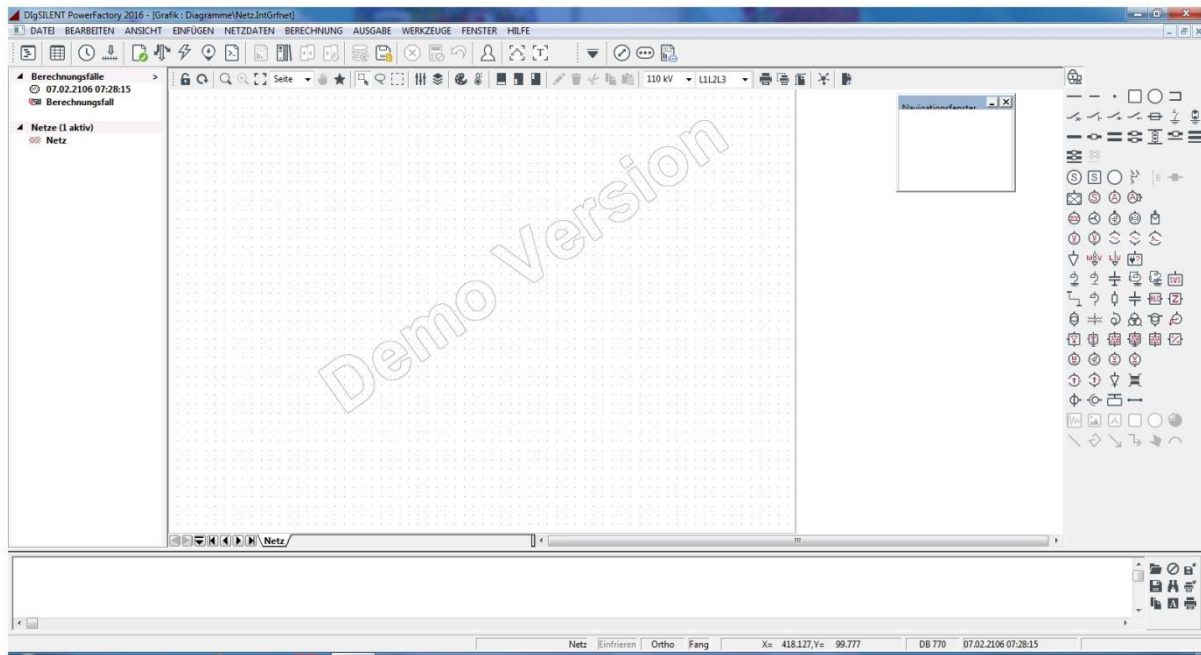 DIgSILENT PowerFactory 2016 - [Grafik : Diagramme\Netz.IntGrfnet]
DATEI BEARBEITEN ANSICHT EINFÜGEN NETZDATEN BERECHNUNG AUSGABE WERKZEUGE FENSTER HILFE
Berechnungsfälle
07.02.2106 07:28:15
Berechnungsfall
Netze (1 aktiv)
Netz
Seite
110 kV
L1L2L3
Navigationsfenster
Demo Version
Netz
Netz Einfrieren Ortho Fang X= 418.127,Y= 99.777 DB 770 07.02.2106 07:28:15